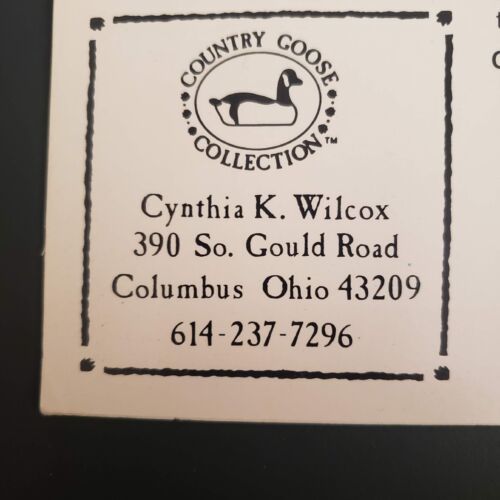 COUNTRY GOOSE
COLLECTION™
Cynthia K. Wilcox
390 So. Gould Road
Columbus Ohio 43209
614-237-7296